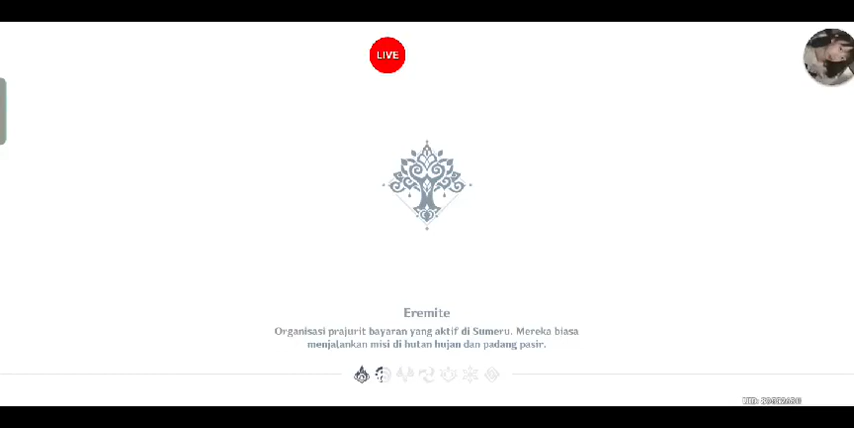 LIVE
Eremite
Organisasi prajurit bayaran yang aktif di Sumeru. Mereka biasa
menjalankan misi di hutan hujan dan padang pasir.